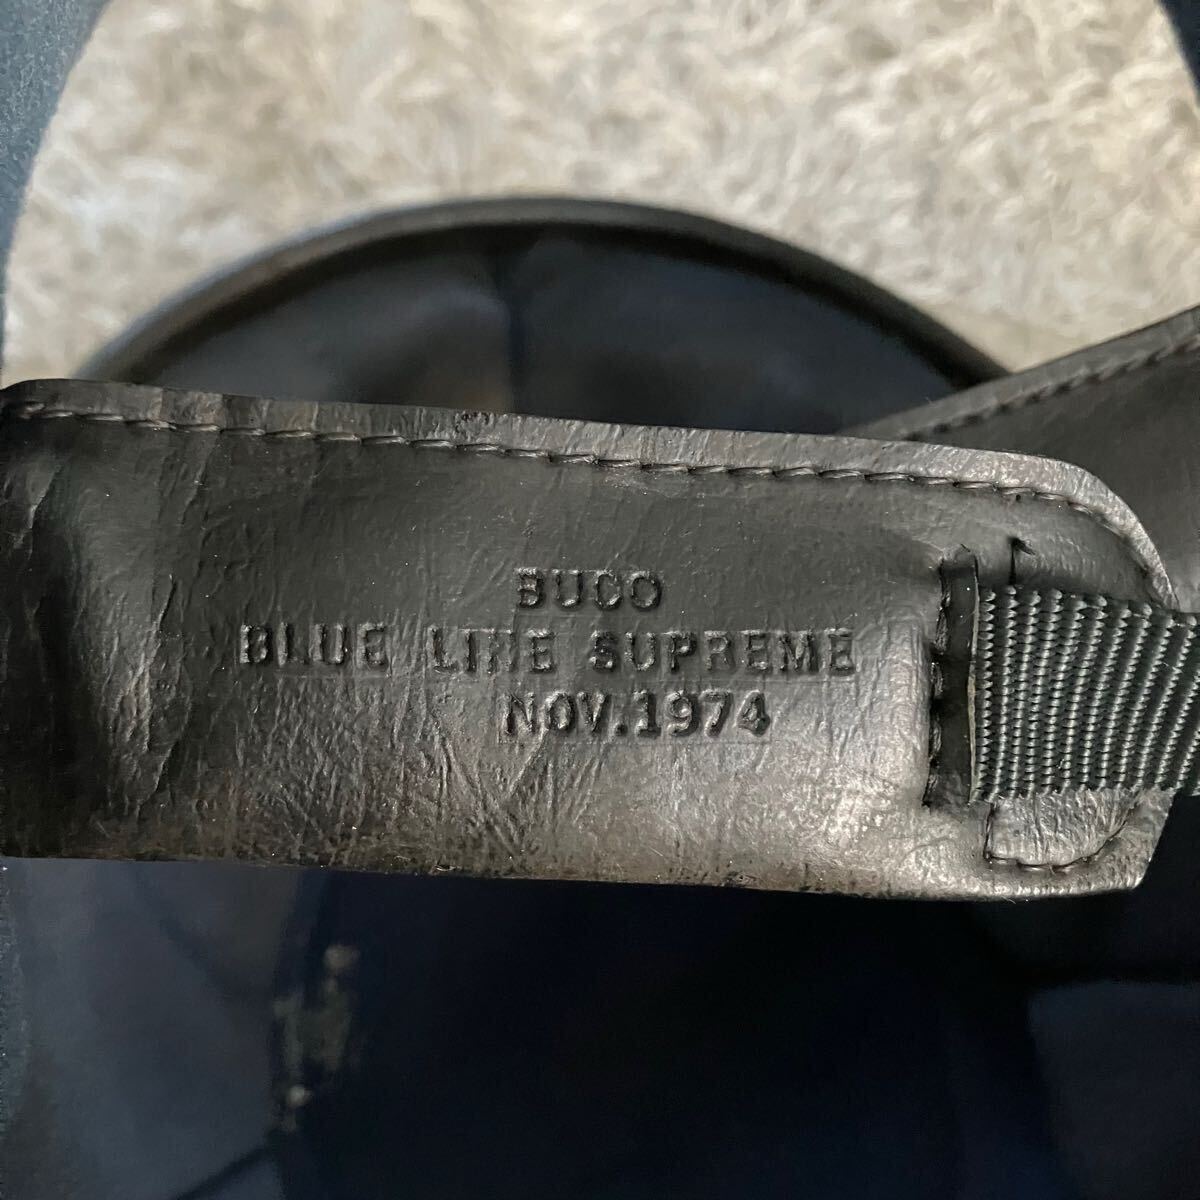 BUCO
BLUE LINE SUPREME
NOV.1974